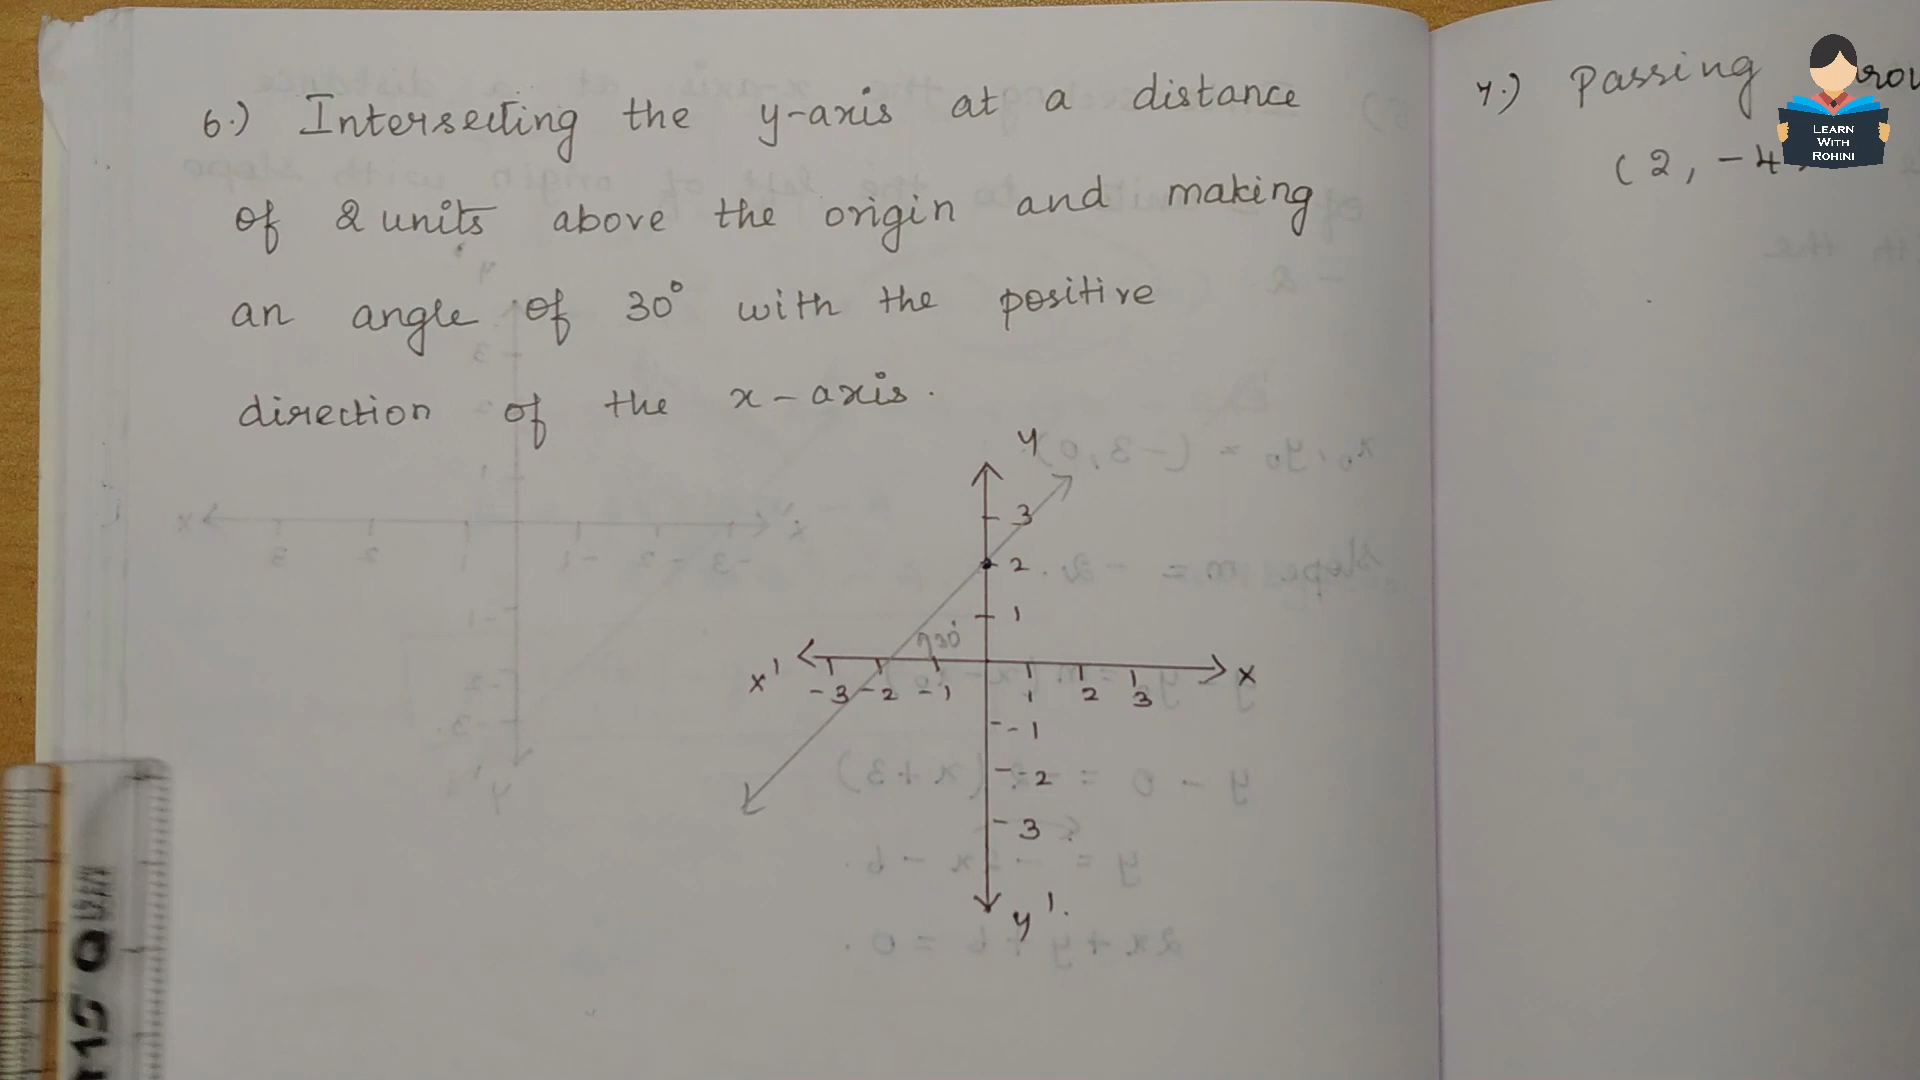 6.) Intersecting the y-axis at a distance
of 2 units above the origin and making
an angle of 30° with the positive
direction of the x-axis.
Y
3
2
1
30°
X' -3 -2 -1 1 2 3 X
-1
-2
-3
Y'
7.) Passing
(2, -4
LEARN
With
ROHINI